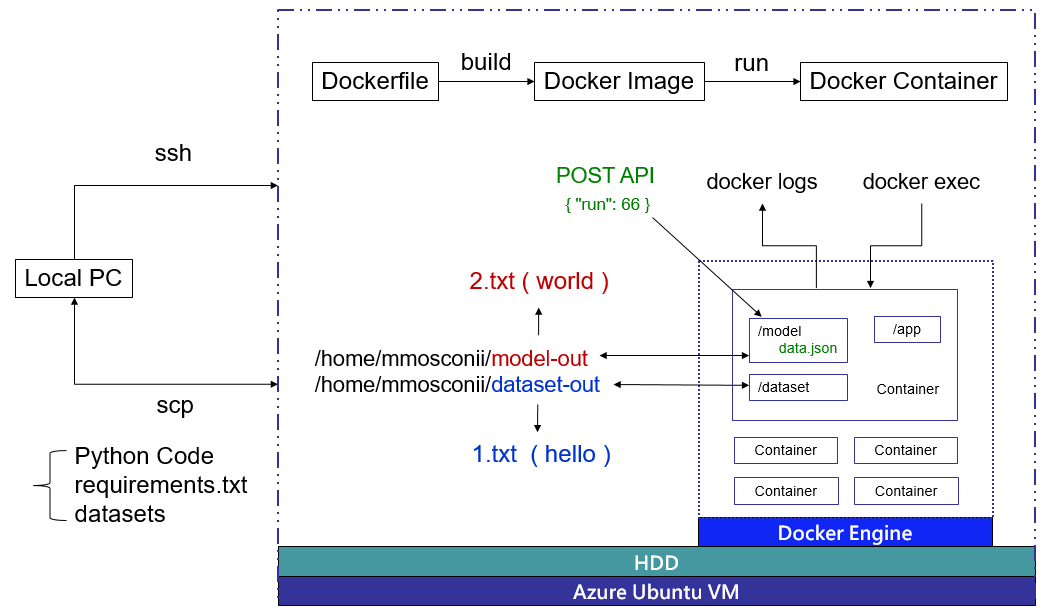 build
run
Dockerfile
Docker Image
Docker Container
ssh
POST API
{ "run": 66 }
docker logs
docker exec
Local PC
2.txt ( world )
/model
data.json
/app
/home/mmosconii/model-out
/home/mmosconii/dataset-out
/dataset
Container
scp
1.txt ( hello )
Container
Container
Container
Container
Python Code
requirements.txt
datasets
Docker Engine
HDD
Azure Ubuntu VM